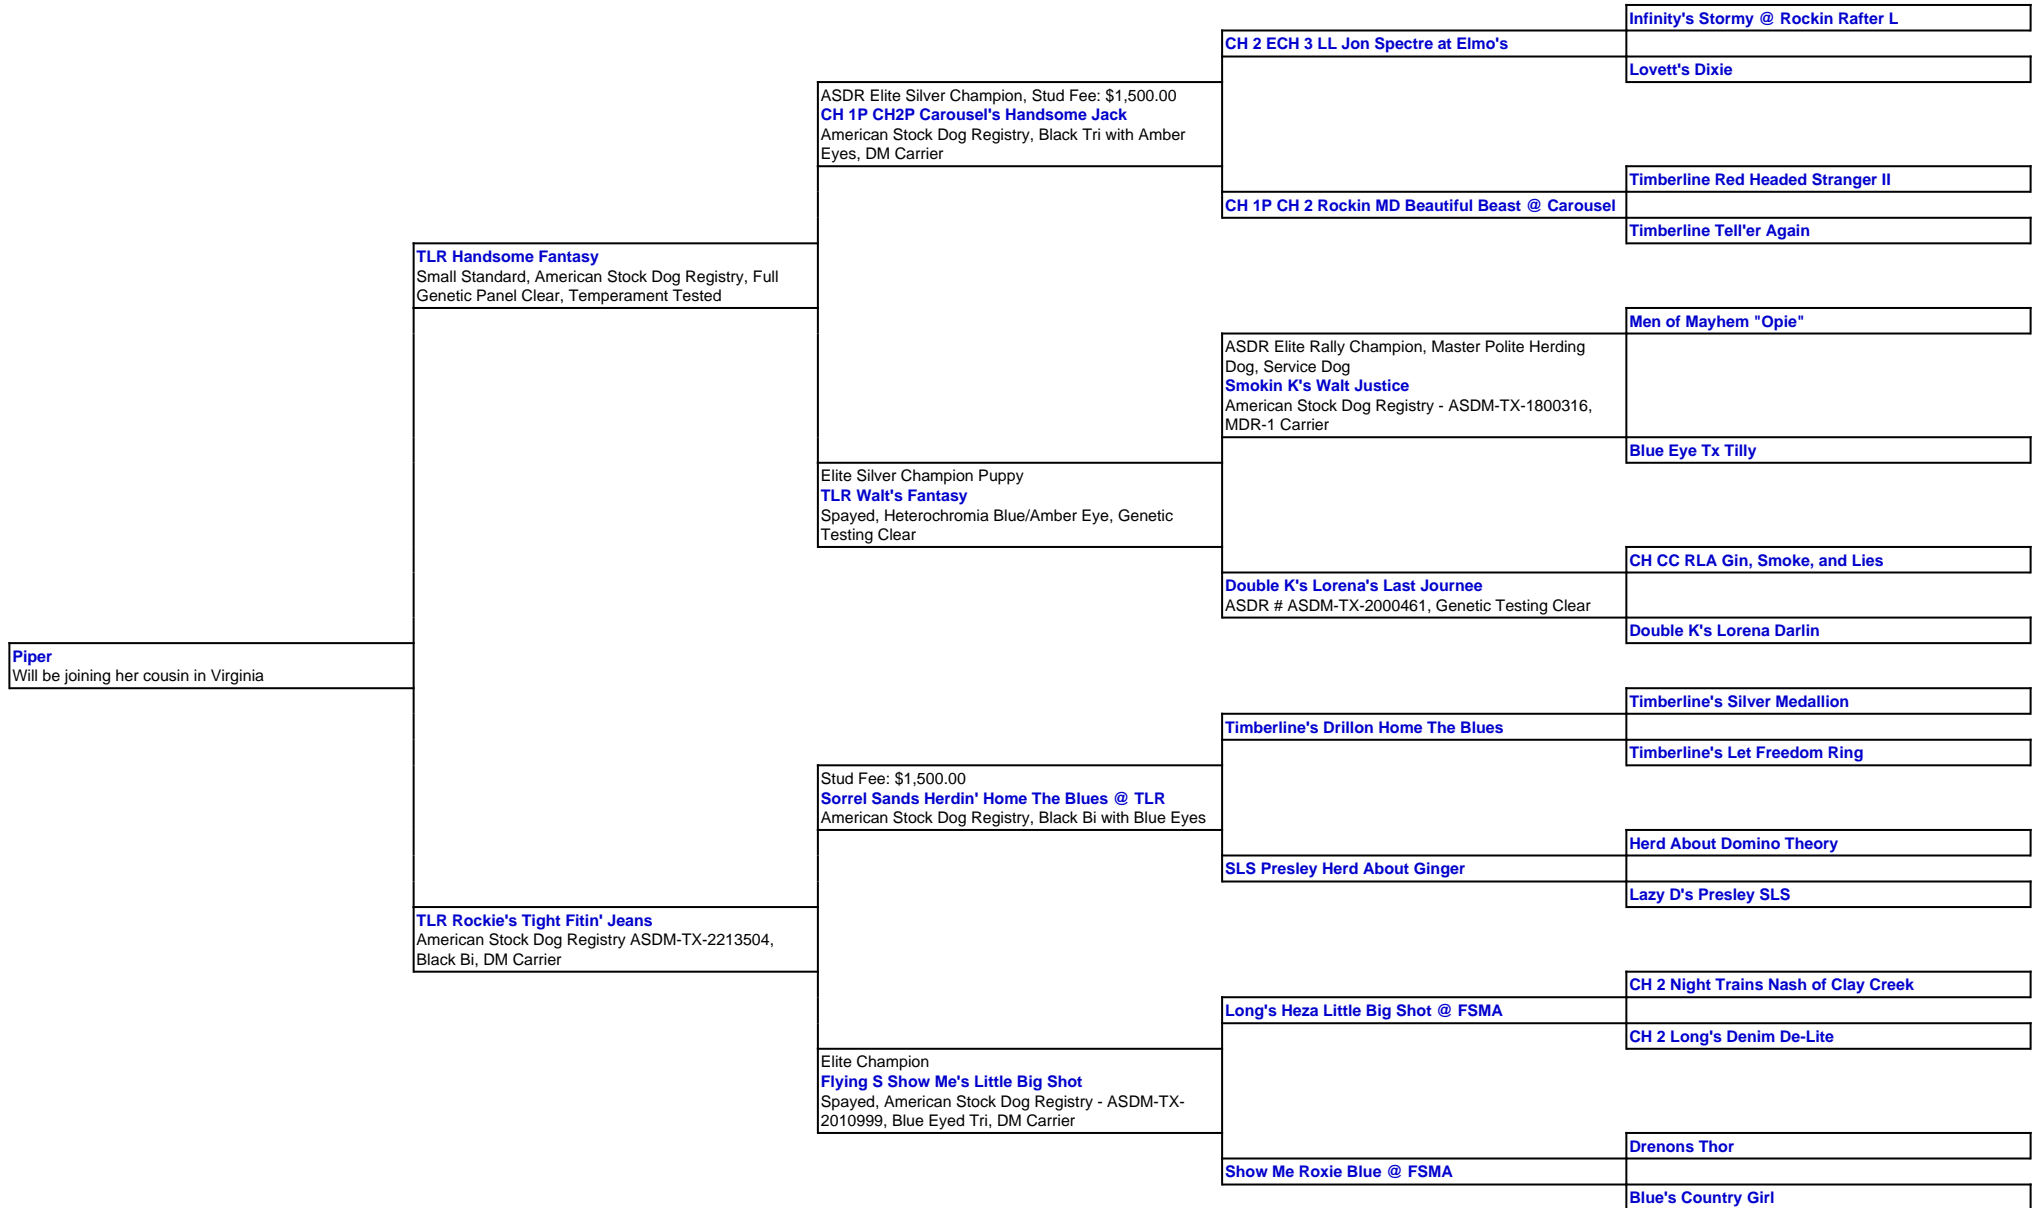 Infinity's Stormy @ Rockin Rafter L
CH 2 ECH 3 LL Jon Spectre at Elmo's
Lovett's Dixie
ASDR Elite Silver Champion, Stud Fee: $1,500.00
CH 1P CH2P Carousel's Handsome Jack
American Stock Dog Registry, Black Tri with Amber
Eyes, DM Carrier
Timberline Red Headed Stranger II
CH 1P CH 2 Rockin MD Beautiful Beast @ Carousel
Timberline Tell'er Again
TLR Handsome Fantasy
Small Standard, American Stock Dog Registry, Full
Genetic Panel Clear, Temperament Tested
Men of Mayhem "Opie"
ASDR Elite Rally Champion, Master Polite Herding
Dog, Service Dog
Smokin K's Walt Justice
American Stock Dog Registry - ASDM-TX-1800316,
MDR-1 Carrier
Blue Eye Tx Tilly
Elite Silver Champion Puppy
TLR Walt's Fantasy
Spayed, Heterochromia Blue/Amber Eye, Genetic
Testing Clear
CH CC RLA Gin, Smoke, and Lies
Double K's Lorena's Last Journee
ASDR # ASDM-TX-2000461, Genetic Testing Clear
Double K's Lorena Darlin
Piper
Will be joining her cousin in Virginia
Timberline's Silver Medallion
Timberline's Drillon Home The Blues
Timberline's Let Freedom Ring
Stud Fee: $1,500.00
Sorrel Sands Herdin' Home The Blues @ TLR
American Stock Dog Registry, Black Bi with Blue Eyes
Herd About Domino Theory
SLS Presley Herd About Ginger
Lazy D's Presley SLS
TLR Rockie's Tight Fitin' Jeans
American Stock Dog Registry ASDM-TX-2213504,
Black Bi, DM Carrier
CH 2 Night Trains Nash of Clay Creek
Long's Heza Little Big Shot @ FSMA
CH 2 Long's Denim De-Lite
Elite Champion
Flying S Show Me's Little Big Shot
Spayed, American Stock Dog Registry - ASDM-TX-
2010999, Blue Eyed Tri, DM Carrier
Drenons Thor
Show Me Roxie Blue @ FSMA
Blue's Country Girl